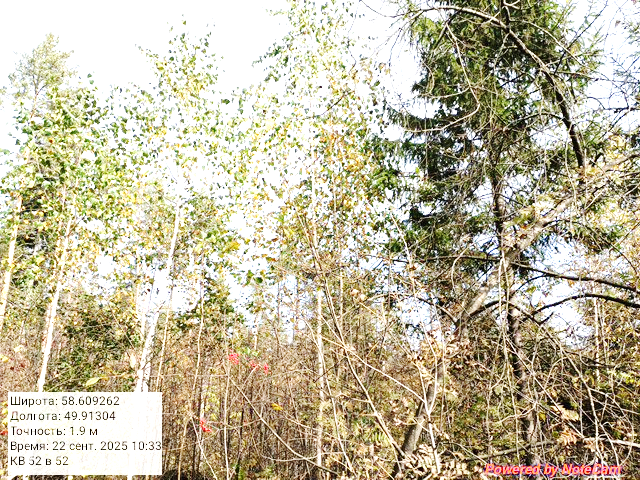 Широта: 58.609262
Долгота: 49.91304
Точность: 1.9 м
Время: 22 сент. 2025 10:33
КВ 52 в 52
Powered by NoteCam